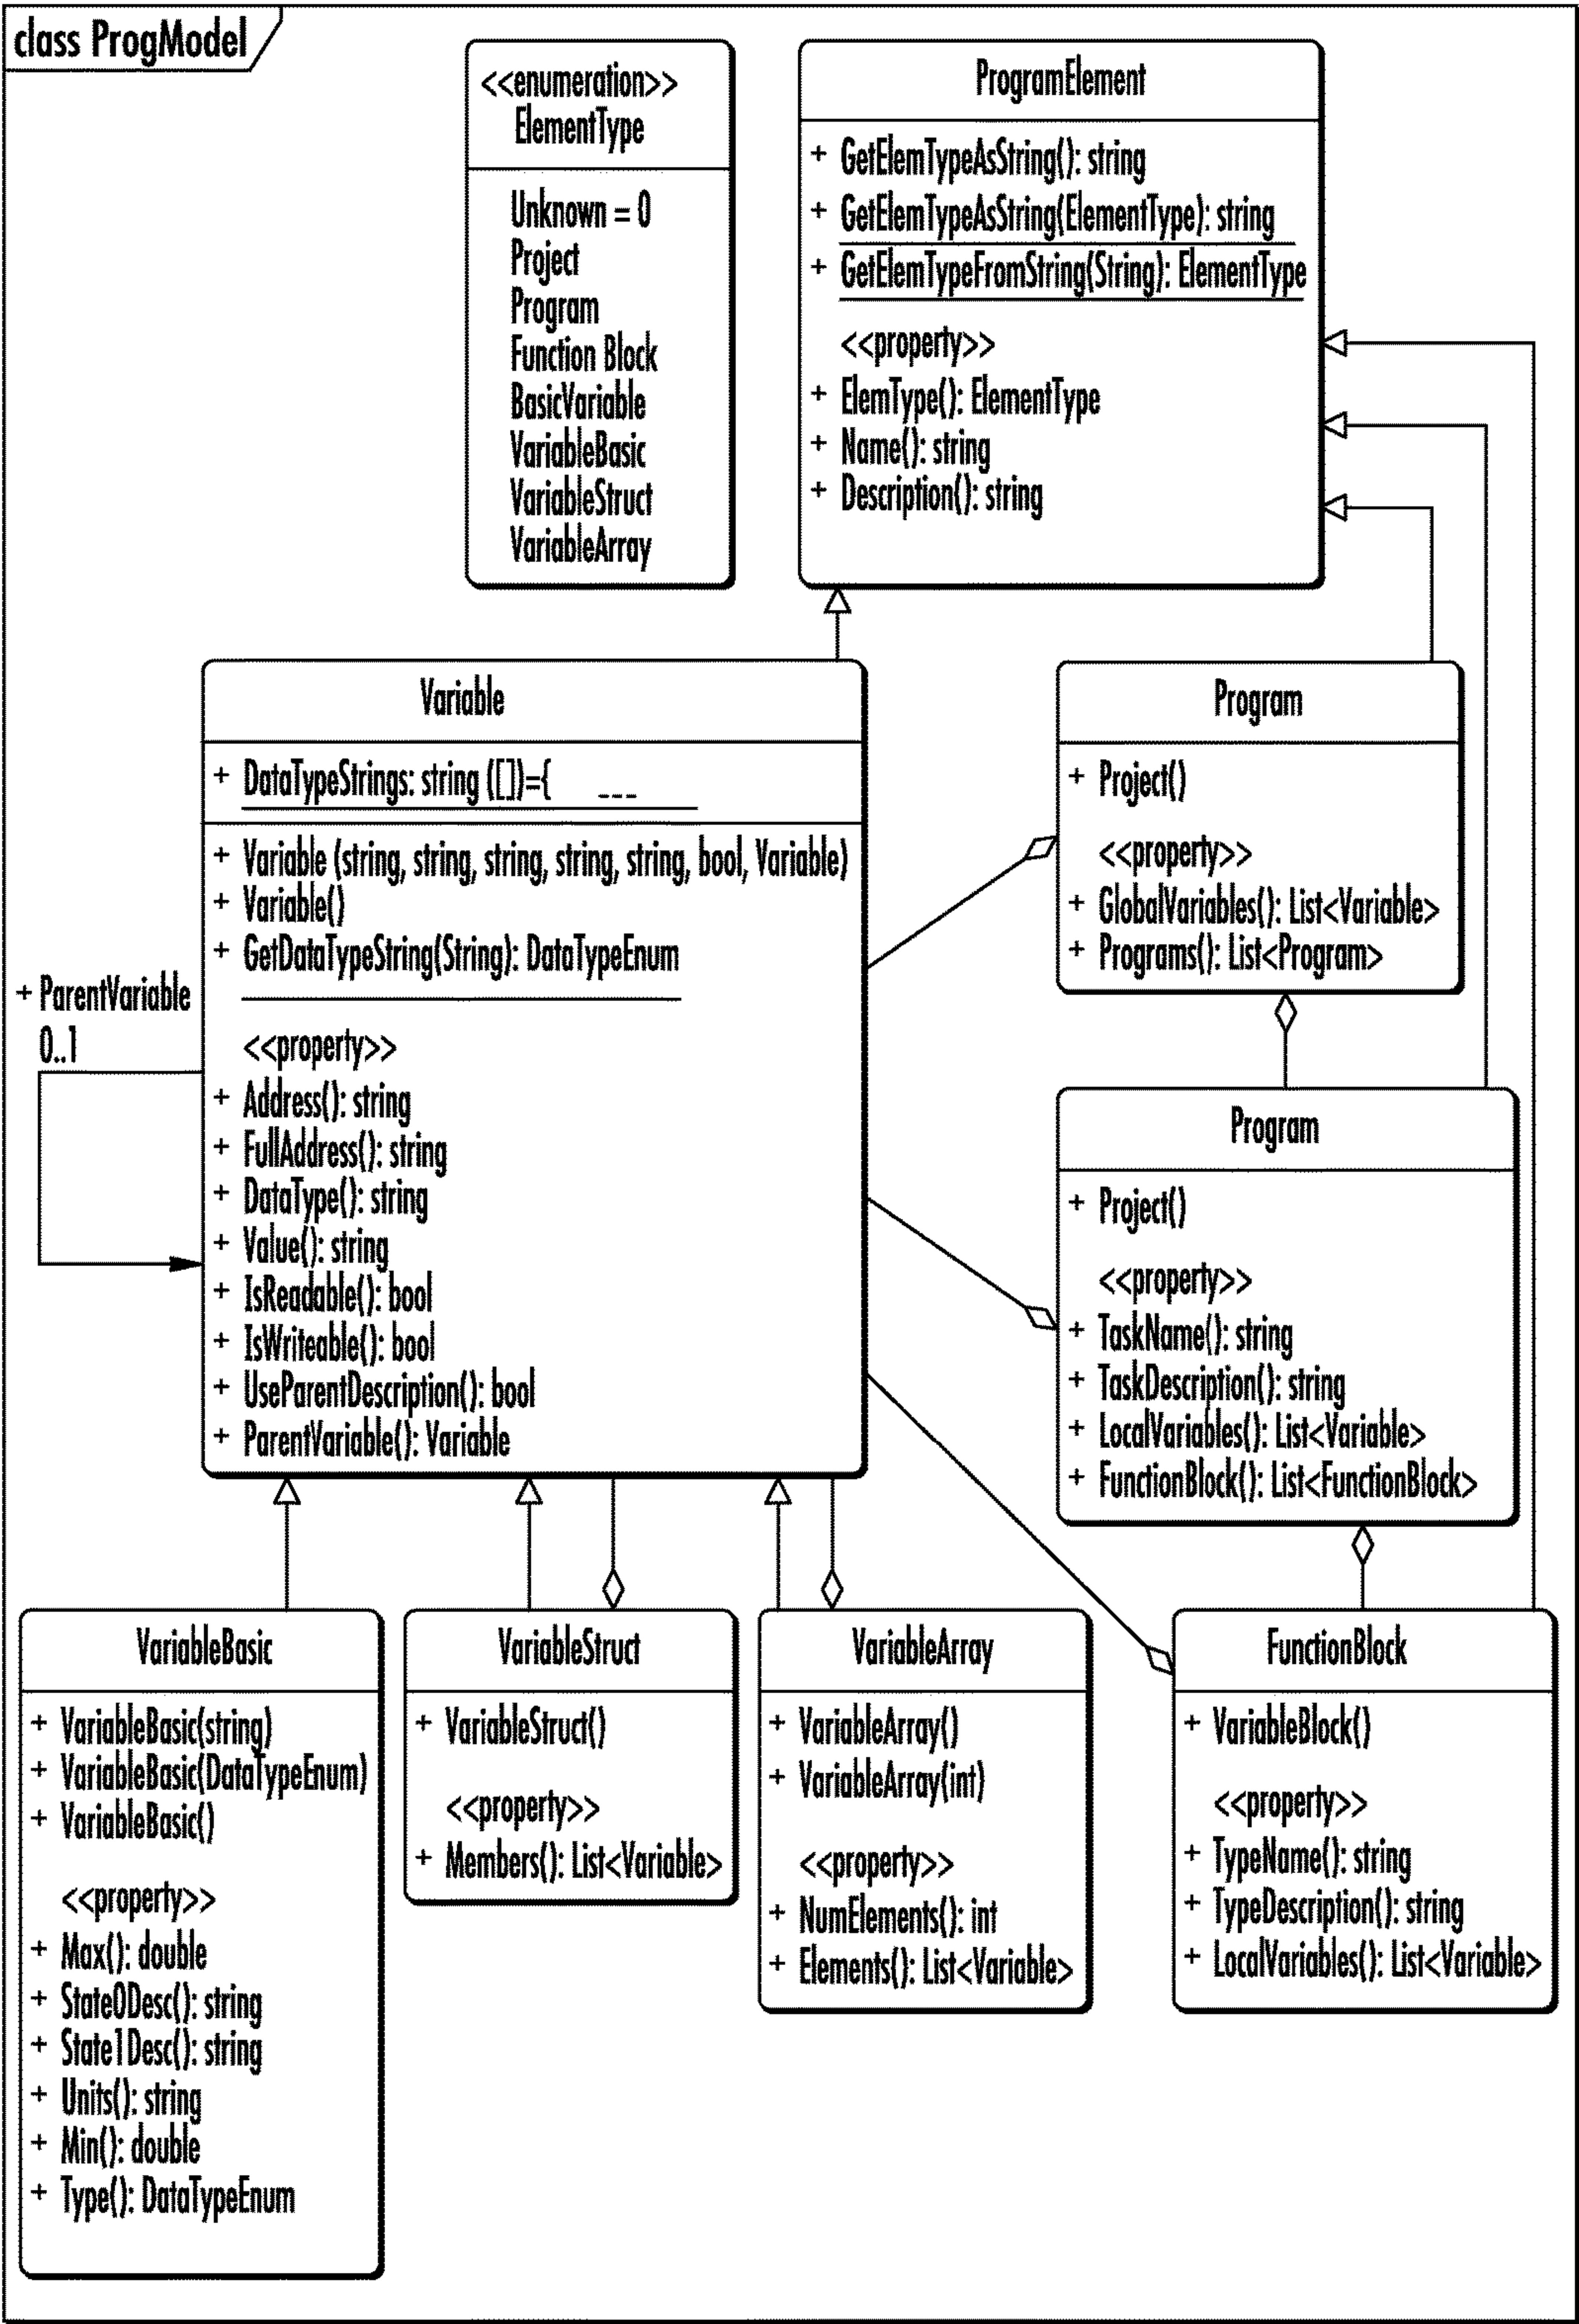 class ProgModel
<<enumeration>>
ElementType
Unknown = 0
Project
Program
Function Block
BasicVariable
VariableBasic
VariableStruct
VariableArray
ProgramElement
+ GetElemTypeAsString(): string
+ GetElemTypeAsString(ElementType): string
+ GetElemTypeFromString(String): ElementType
<<property>>
+ ElemType(): ElementType
+ Name(): string
+ Description(): string
Variable
+ DataTypeStrings: string ([])={ ---
+ Variable (string, string, string, string, string, bool, Variable)
+ Variable()
+ GetDataTypeString(String): DataTypeEnum
<<property>>
+ Address(): string
+ FullAddress(): string
+ DataType(): string
+ Value(): string
+ IsReadable(): bool
+ IsWriteable(): bool
+ UseParentDescription(): bool
+ ParentVariable(): Variable
+ ParentVariable
0..1
Program
+ Project()
<<property>>
+ GlobalVariables(): List<Variable>
+ Programs(): List<Program>
Program
+ Project()
<<property>>
+ TaskName(): string
+ TaskDescription(): string
+ LocalVariables(): List<Variable>
+ FunctionBlock(): List<FunctionBlock>
VariableBasic
+ VariableBasic(string)
+ VariableBasic(DataTypeEnum)
+ VariableBasic()
<<property>>
+ Max(): double
+ State0Desc(): string
+ State1Desc(): string
+ Units(): string
+ Min(): double
+ Type(): DataTypeEnum
VariableStruct
+ VariableStruct()
<<property>>
+ Members(): List<Variable>
VariableArray
+ VariableArray()
+ VariableArray(int)
<<property>>
+ NumElements(): int
+ Elements(): List<Variable>
FunctionBlock
+ VariableBlock()
<<property>>
+ TypeName(): string
+ TypeDescription(): string
+ LocalVariables(): List<Variable>